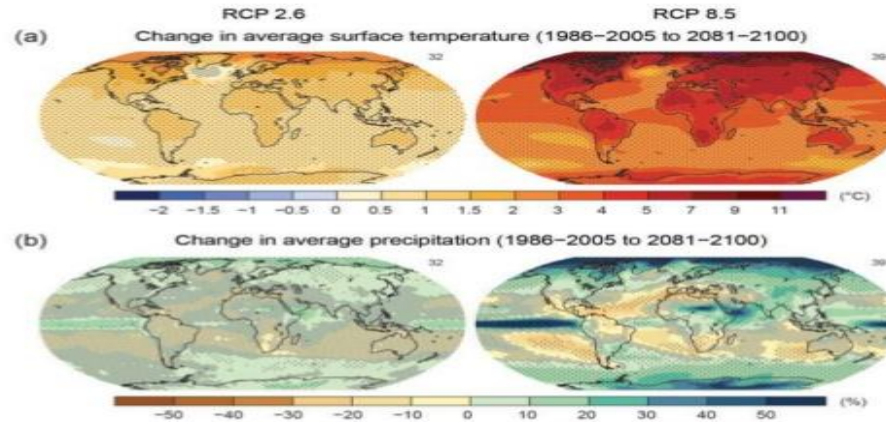 RCP 2.6 RCP 8.5
(a) Change in average surface temperature (1986−2005 to 2081−2100)
32 39
−2 −1.5 −1 −0.5 0 0.5 1 1.5 2 3 4 5 7 9 11 (°C)
(b) Change in average precipitation (1986−2005 to 2081−2100)
32 39
−50 −40 −30 −20 −10 0 10 20 30 40 50 (%)